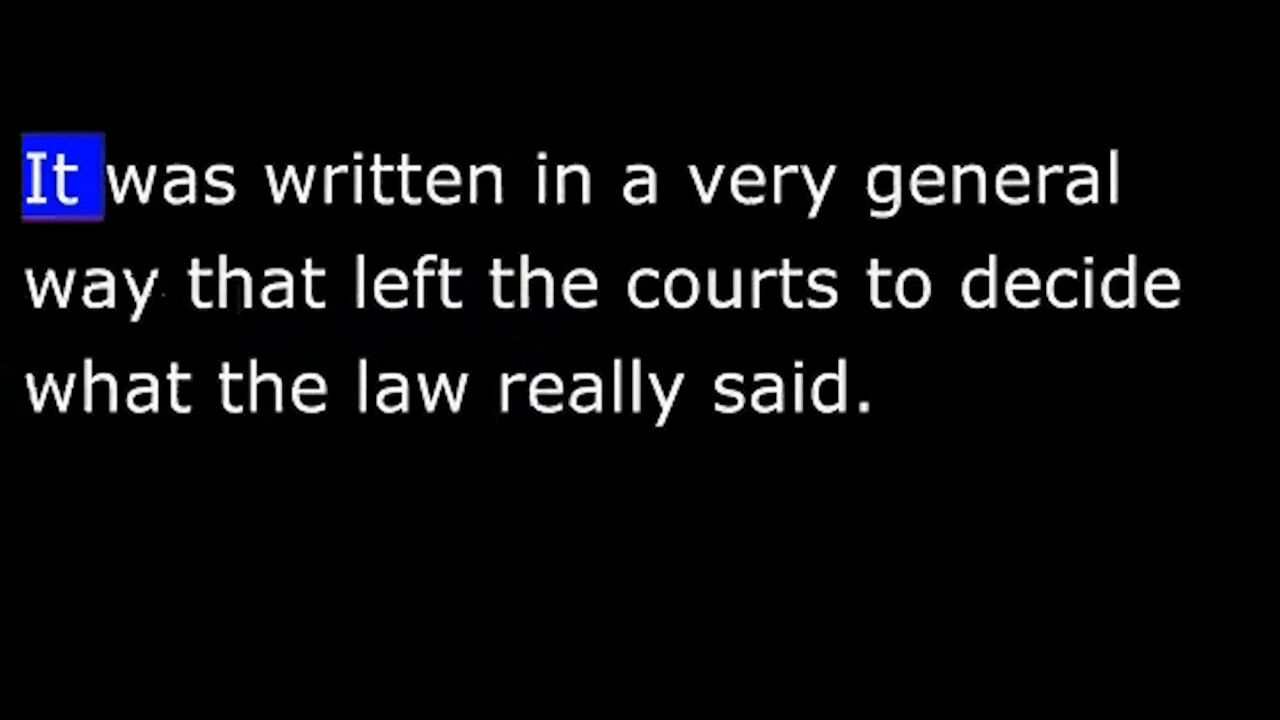 It was written in a very general
way that left the courts to decide
what the law really said.